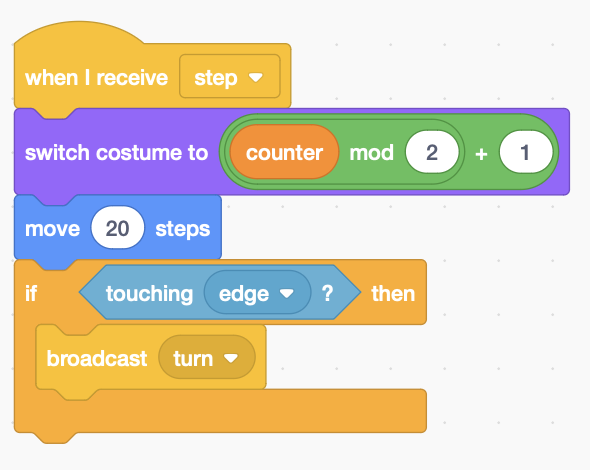 when I receive step
switch costume to counter mod 2 + 1
move 20 steps
if touching edge ? then
broadcast turn